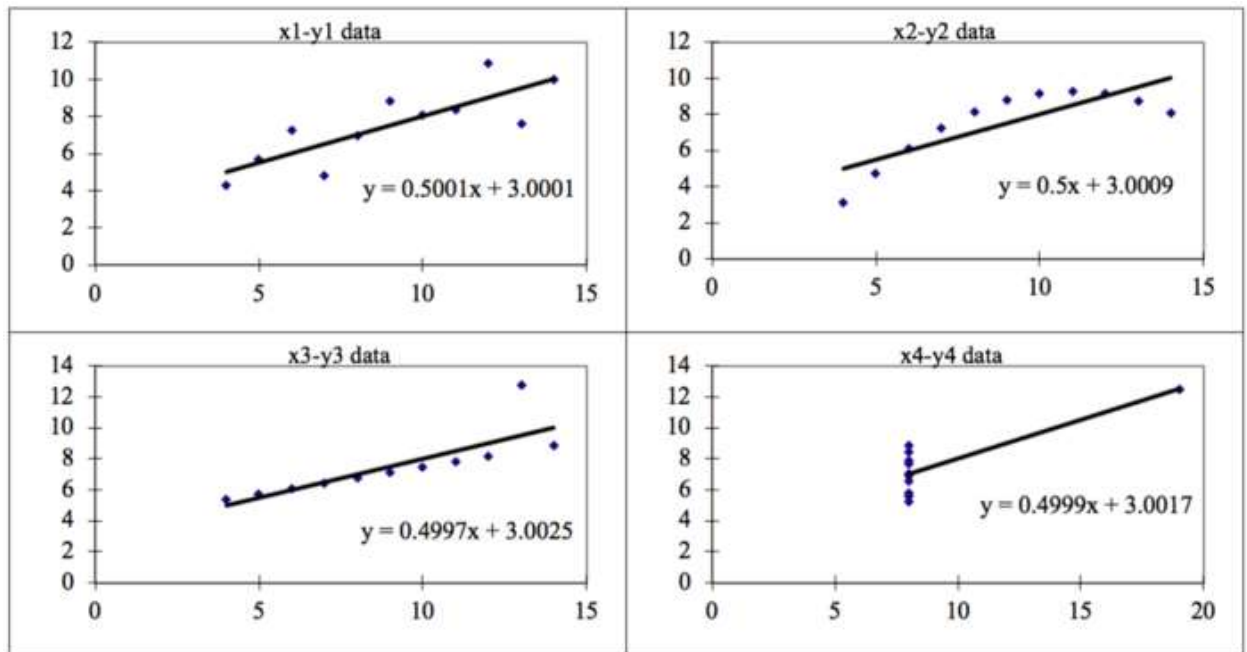 x1-y1 data
12
10
8
6
4
2
0
y = 0.5001x + 3.0001
0 5 10 15
x2-y2 data
12
10
8
6
4
2
0
y = 0.5x + 3.0009
0 5 10 15
x3-y3 data
14
12
10
8
6
4
2
0
y = 0.4997x + 3.0025
0 5 10 15
x4-y4 data
14
12
10
8
6
4
2
0
y = 0.4999x + 3.0017
0 5 10 15 20